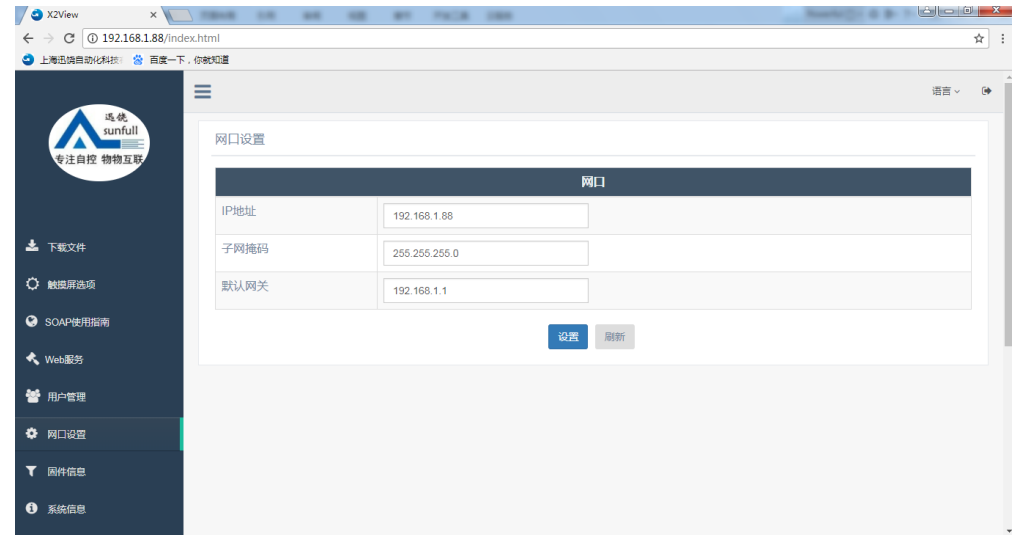 X2View
192.168.1.88/index.html
上海迅饶自动化科技
百度一下，你就知道
语言
迅饶
sunfull
专注自控 物物互联
网口设置
网口
IP地址
192.168.1.88
子网掩码
255.255.255.0
默认网关
192.168.1.1
设置
刷新
下载文件
触摸屏选项
SOAP使用指南
Web服务
用户管理
网口设置
固件信息
系统信息